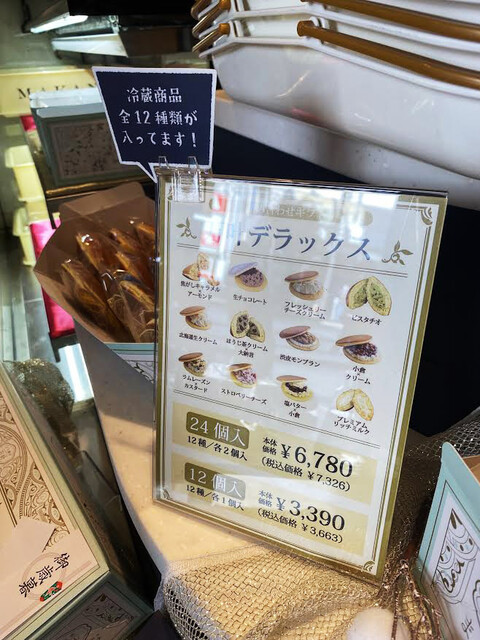 冷蔵商品
全12種類が
入ってます!
MAKA
デラックス
焦がしキャラメル
アーモンド
生チョコレート
フレッシュリー
チーズクリーム
ピスタチオ
北海道生クリーム
ほうじ茶クリーム
大納言
渋皮モンブラン
小倉
クリーム
ラムレーズン
カスタード
ストロベリーチーズ
塩バター
小倉
プレミアム
リッチミルク
24個入
12種/各2個入
本体
価格 ¥6,780
(税込価格 ¥7,326)
12個入
12種/各1個入
本体
価格 ¥3,390
(税込価格 ¥3,663)
御歳暮